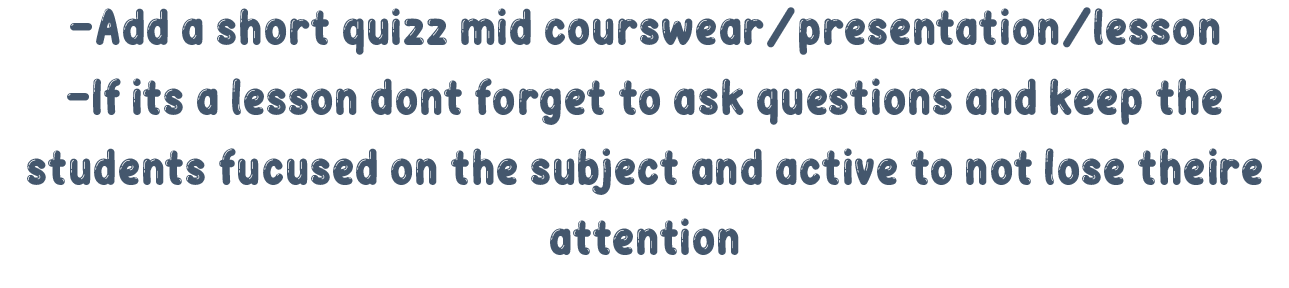 -Add a short quizz mid courswear/presentation/lesson
-If its a lesson dont forget to ask questions and keep the
students fucused on the subject and active to not lose theire
attention